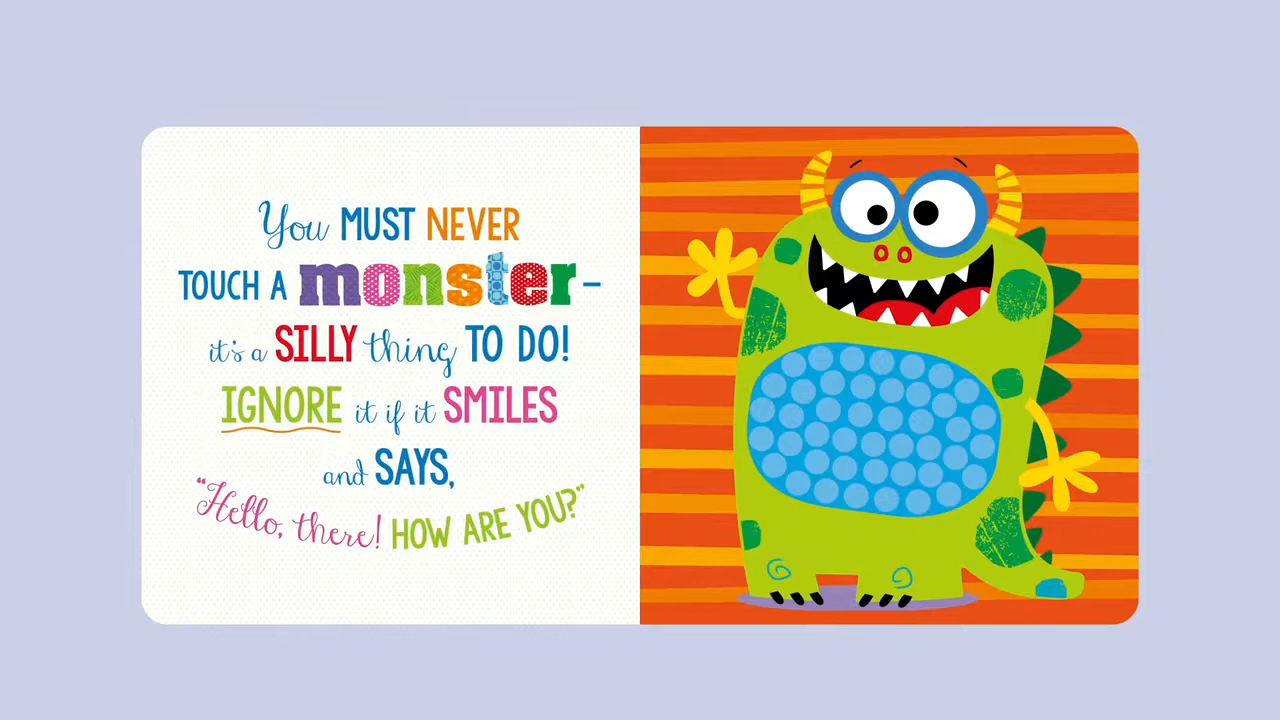 You MUST NEVER
TOUCH A monster–
it's a SILLY thing TO DO!
IGNORE it if it SMILES
and SAYS,
“Hello, there! HOW ARE YOU?”